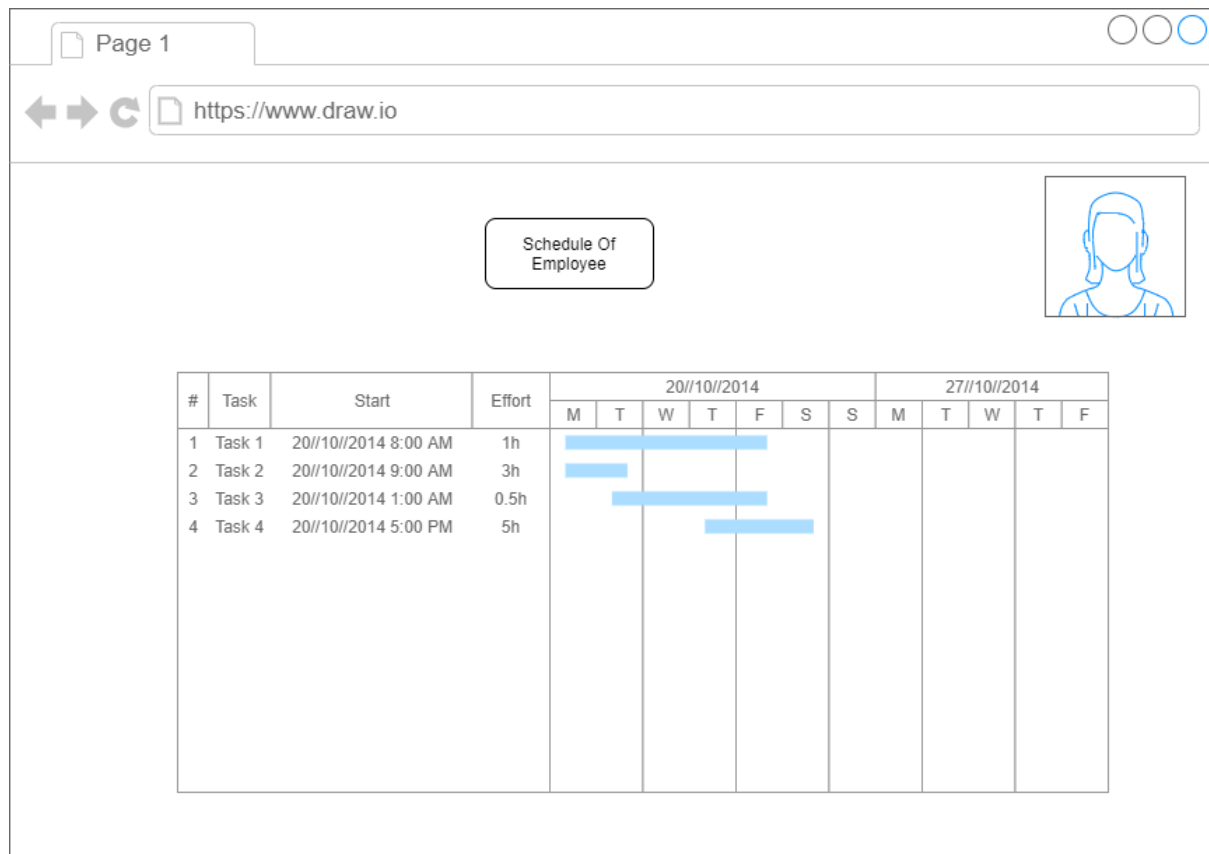 Page 1
https://www.draw.io
Schedule Of
Employee
# Task Start Effort 20//10//2014 27//10//2014
M T W T F S S M T W T F
1 Task 1 20//10//2014 8:00 AM 1h
2 Task 2 20//10//2014 9:00 AM 3h
3 Task 3 20//10//2014 1:00 AM 0.5h
4 Task 4 20//10//2014 5:00 PM 5h